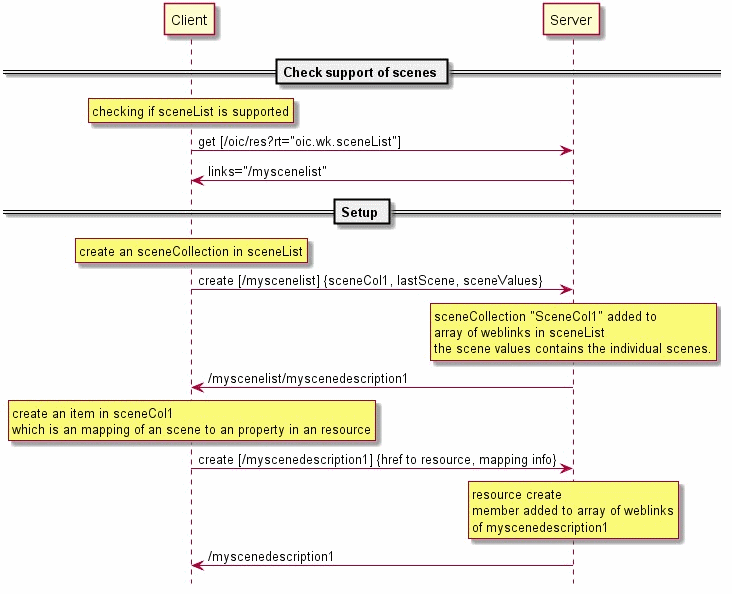 Client
Server
Check support of scenes
checking if sceneList is supported
get [/oic/res?rt="oic.wk.sceneList"]
links="/myscenelist"
Setup
create an sceneCollection in sceneList
create [/myscenelist] {sceneCol1, lastScene, sceneValues}
sceneCollection "SceneCol1" added to
array of weblinks in sceneList
the scene values contains the individual scenes.
/myscenelist/myscenedescription1
create an item in sceneCol1
which is an mapping of an scene to an property in an resource
create [/myscenedescription1] {href to resource, mapping info}
resource create
member added to array of weblinks
of myscenedescription1
/myscenedescription1